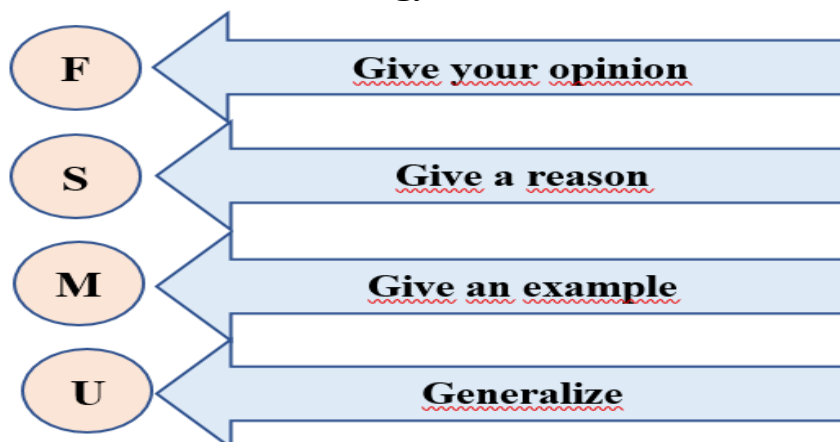 F Give your opinion
S Give a reason
M Give an example
U Generalize